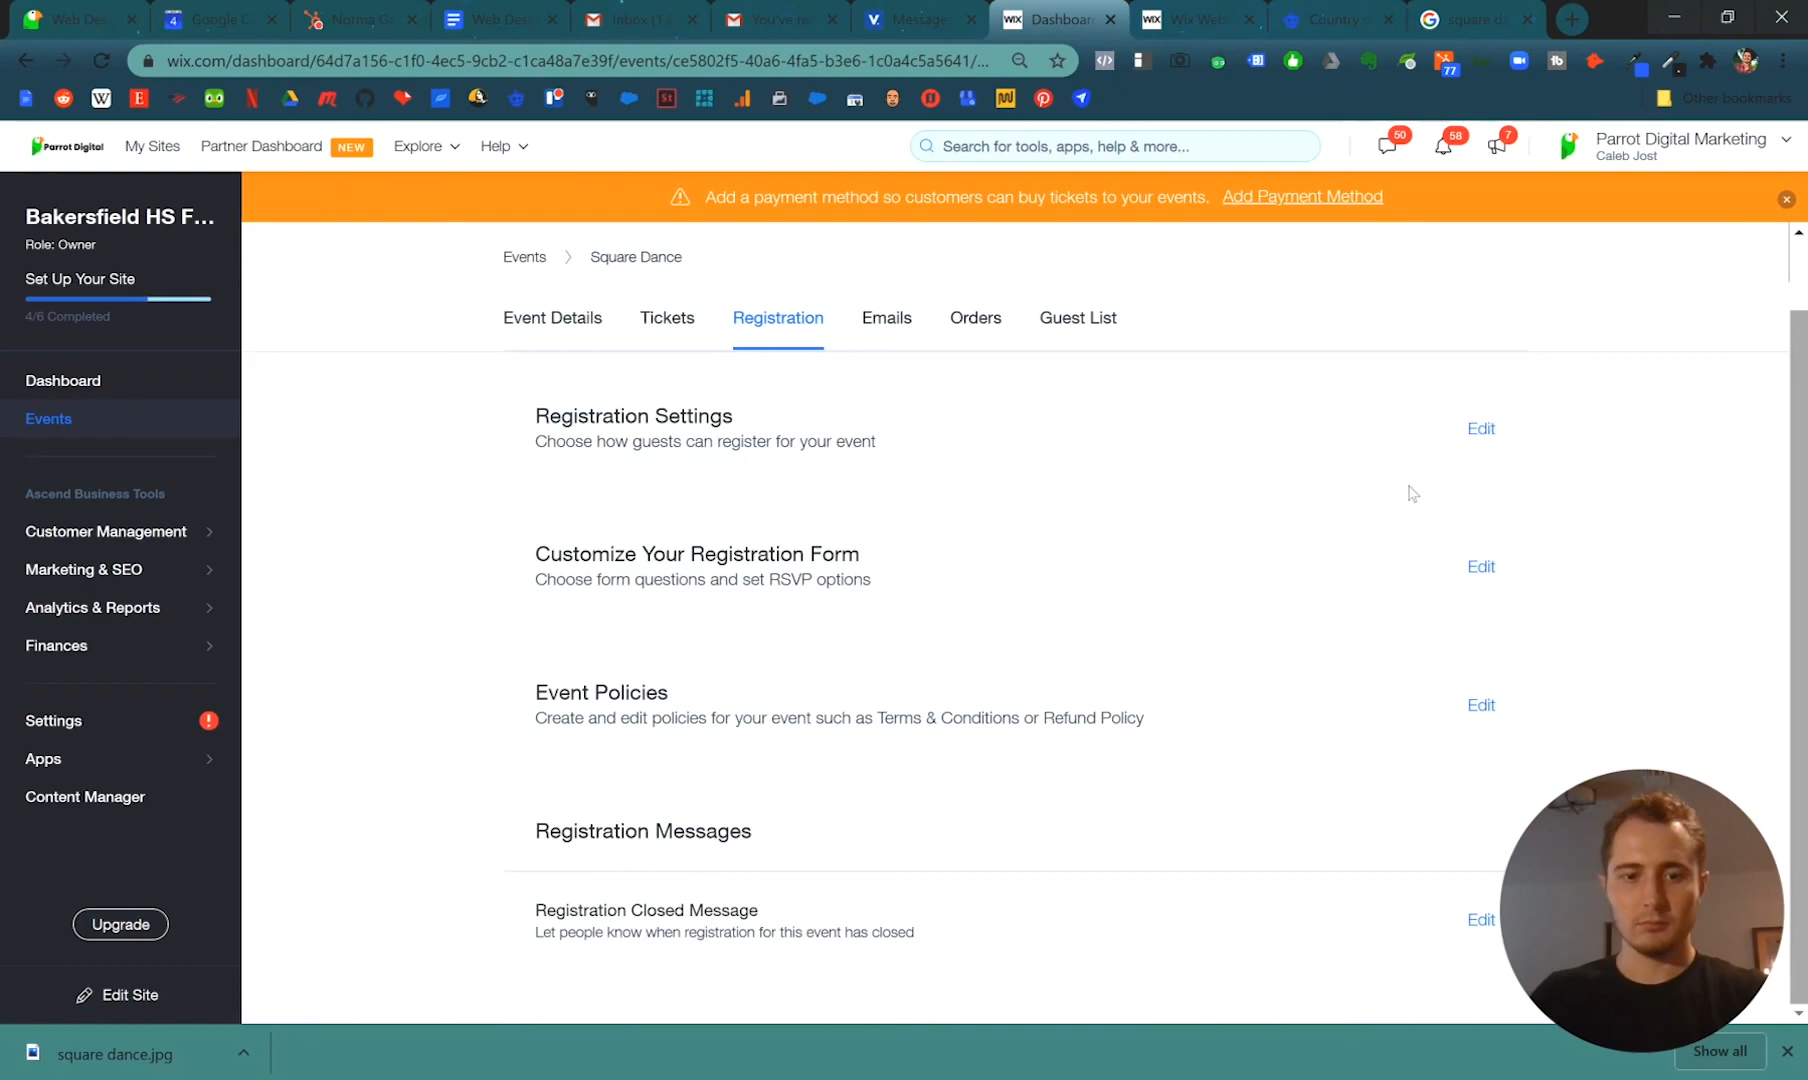 Web Des
Google C
Norma Ga
Web Des
Inbox (1
You've re
Message
Dashboar
Wix Web
Country
square da
wix.com/dashboard/64d7a156-c1f0-4ec5-9cb2-c1ca48a7e39f/events/ce5802f5-40a6-4fa5-b3e6-1c0a4c5a5641/...
77
Other bookmarks
Parrot Digital
My Sites
Partner Dashboard
NEW
Explore
Help
Search for tools, apps, help & more...
50
58
7
Parrot Digital Marketing
Caleb Jost
Add a payment method so customers can buy tickets to your events. Add Payment Method
Bakersfield HS F...
Role: Owner
Set Up Your Site
4/6 Completed
Dashboard
Events
Ascend Business Tools
Customer Management
Marketing & SEO
Analytics & Reports
Finances
Settings
Apps
Content Manager
Upgrade
Edit Site
Events > Square Dance
Event Details
Tickets
Registration
Emails
Orders
Guest List
Registration Settings
Choose how guests can register for your event
Edit
Customize Your Registration Form
Choose form questions and set RSVP options
Edit
Event Policies
Create and edit policies for your event such as Terms & Conditions or Refund Policy
Edit
Registration Messages
Registration Closed Message
Let people know when registration for this event has closed
Edit
square dance.jpg
Show all